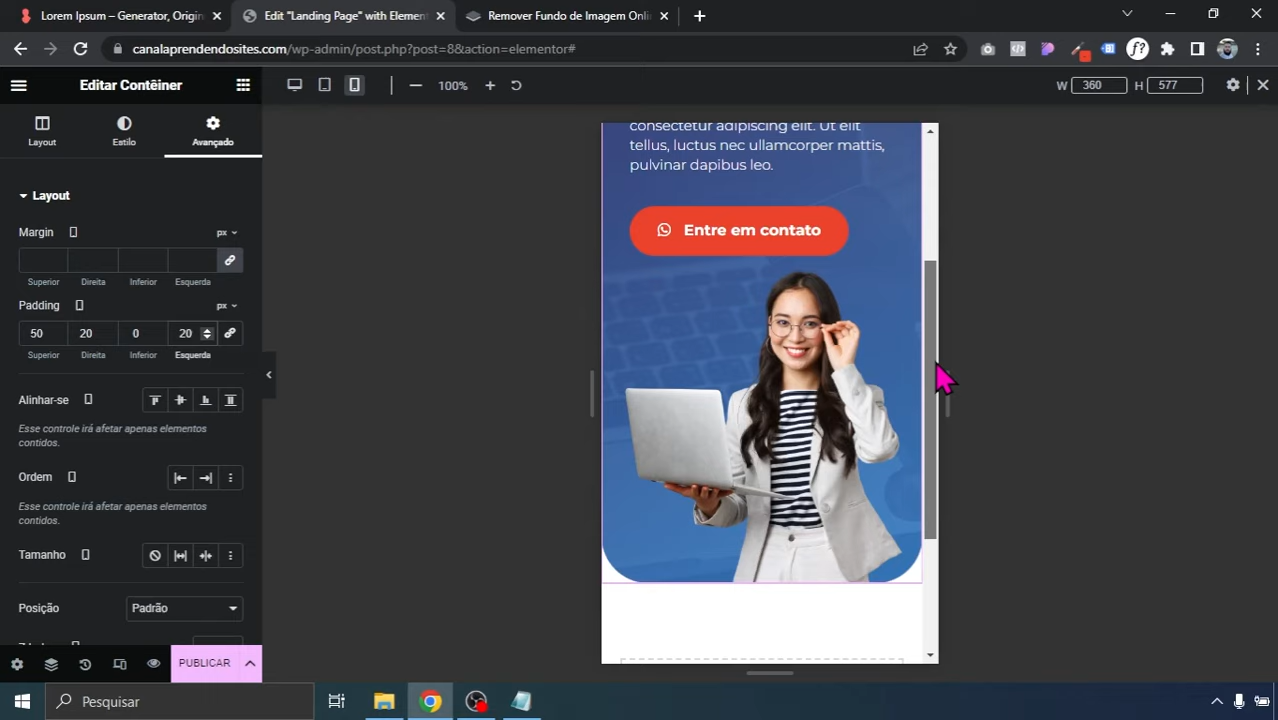 Lorem Ipsum – Generator, Origin
Edit "Landing Page" with Element
Remover Fundo de Imagem Onli
canalaprendendosites.com/wp-admin/post.php?post=8&action=elementor#
Editar Contêiner
100%
W 360 H 577
Layout Estilo Avançado
Layout
Margin px
Superior Direita Inferior Esquerda
Padding px
50 20 0 20
Superior Direita Inferior Esquerda
Alinhar-se
Esse controle irá afetar apenas elementos
contidos.
Ordem
Esse controle irá afetar apenas elementos
contidos.
Tamanho
Posição Padrão
PUBLICAR
consectetur adipiscing elit. Ut elit
tellus, luctus nec ullamcorper mattis,
pulvinar dapibus leo.
Entre em contato
Pesquisar